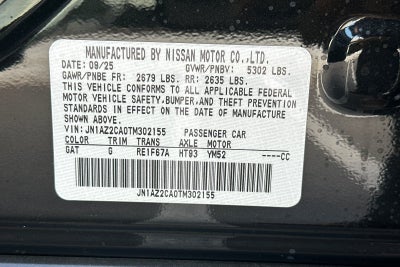 MANUFACTURED BY NISSAN MOTOR CO.,LTD.
DATE: 09/25 GVWR/PNBV: 5302 LBS.
GAWR/PNBE FR: 2679 LBS. RR: 2635 LBS.
THIS VEHICLE CONFORMS TO ALL APPLICABLE FEDERAL
MOTOR VEHICLE SAFETY, BUMPER, AND THEFT PREVENTION
STANDARDS IN EFFECT ON THE DATE OF MANUFACTURE
SHOWN ABOVE.
VIN: JN1AZ2CA0TM302155 PASSENGER CAR
COLOR TRIM TRANS AXLE MOTOR
GAT G RE1F67A HT93 YM52 ----CC
JN1AZ2CA0TM302155